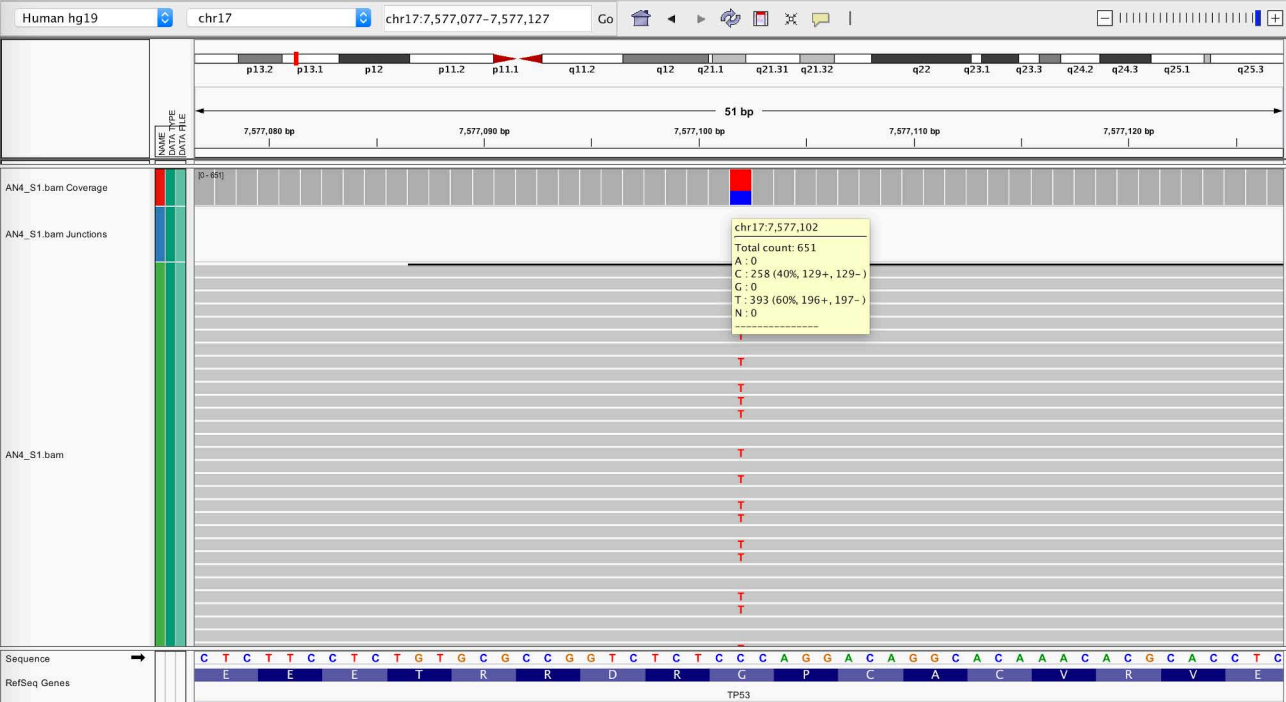 Human hg19 chr17 chr17:7,577,077-7,577,127 Go
p13.2 p13.1 p12 p11.2 p11.1 q11.2 q12 q21.1 q21.31 q21.32 q22 q23.1 q23.3 q24.2 q24.3 q25.1 q25.3
51 bp
7,577,080 bp 7,577,090 bp 7,577,100 bp 7,577,110 bp 7,577,120 bp
NAME
DATA TYPE
DATA FILE
AN4_S1.bam Coverage
[0 - 651]
AN4_S1.bam Junctions
chr17:7,577,102
Total count: 651
A : 0
C : 258 (40%, 129+, 129- )
G : 0
T : 393 (60%, 196+, 197- )
N : 0
---------------
T
T
T
T
T
AN4_S1.bam
T
T
T
T
T
T
T
T
Sequence
C T C T T C C T C T G T G C G C C G G T C T C T C C C A G G A C A G G C A C A A A C A C G C A C C T C
RefSeq Genes
E E E T R R D R G P C A C V R V E
TP53